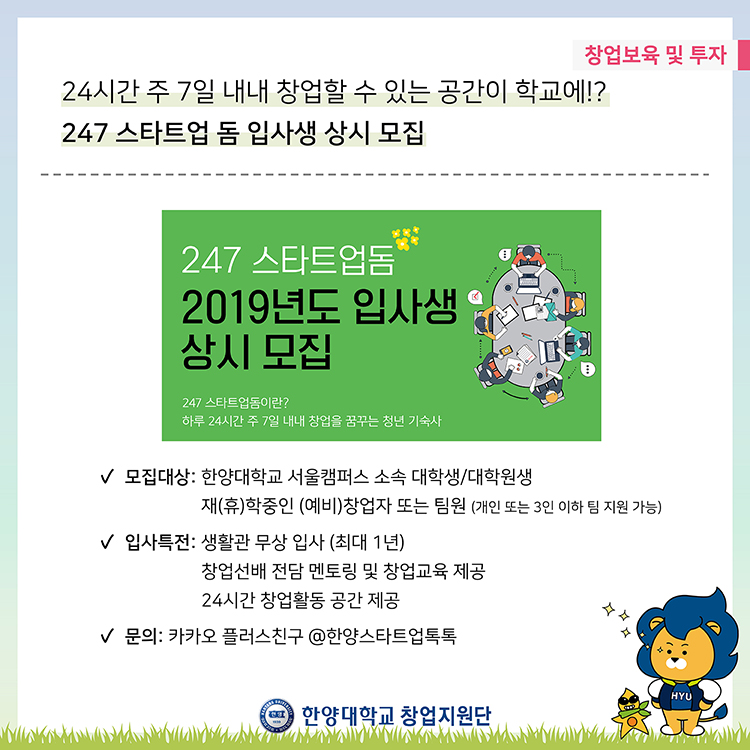 창업보육 및 투자
24시간 주 7일 내내 창업할 수 있는 공간이 학교에!?
247 스타트업 돔 입사생 상시 모집
247 스타트업돔
2019년도 입사생
상시 모집
247 스타트업돔이란?
하루 24시간 주 7일 내내 창업을 꿈꾸는 청년 기숙사
✓ 모집대상: 한양대학교 서울캠퍼스 소속 대학생/대학원생
재(휴)학중인 (예비)창업자 또는 팀원 (개인 또는 3인 이하 팀 지원 가능)
✓ 입사특전: 생활관 무상 입사 (최대 1년)
창업선배 전담 멘토링 및 창업교육 제공
24시간 창업활동 공간 제공
✓ 문의: 카카오 플러스친구 @한양스타트업톡톡
HYU
한양대학교 창업지원단